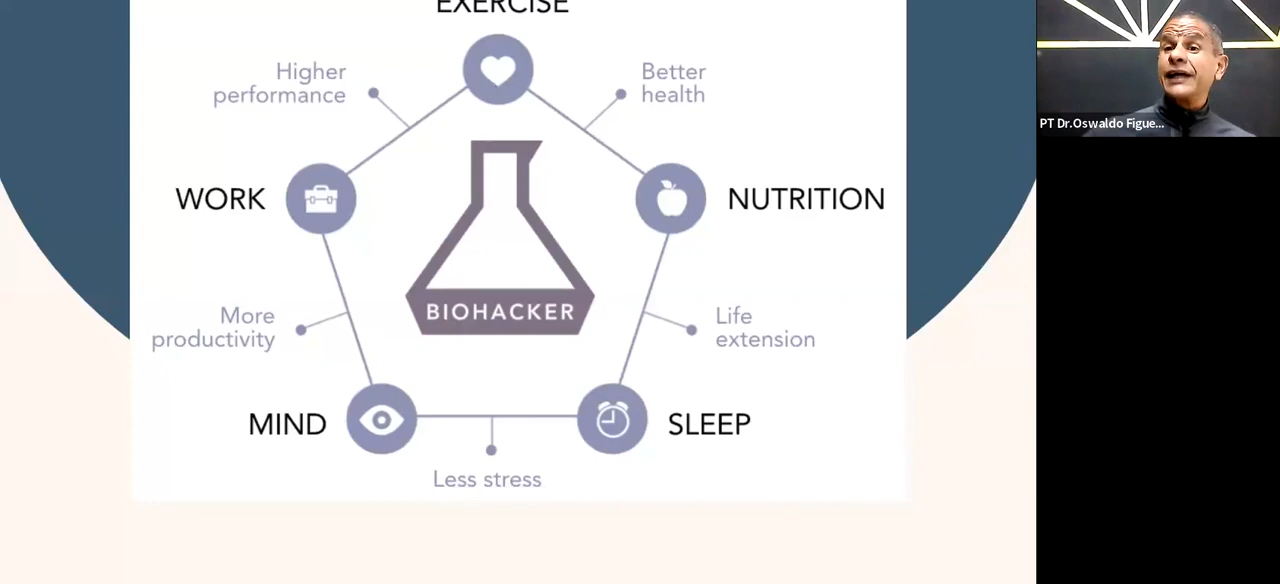 EXERCISE
Higher
performance
Better
health
WORK
NUTRITION
BIOHACKER
More
productivity
Life
extension
MIND
SLEEP
Less stress
PT Dr.Oswaldo Figue...